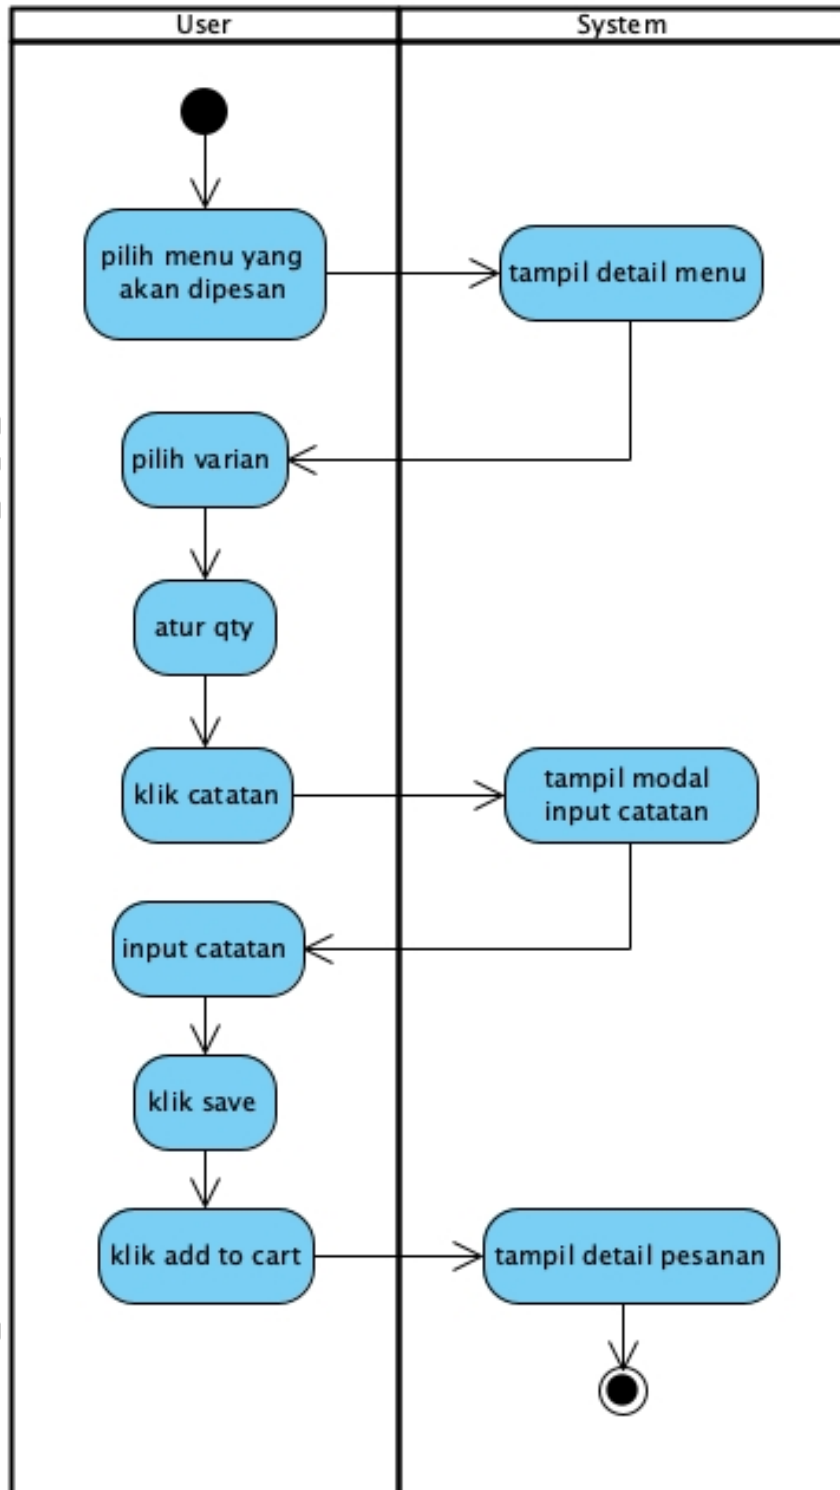 User
System
pilih menu yang
akan dipesan
tampil detail menu
pilih varian
atur qty
klik catatan
tampil modal
input catatan
input catatan
klik save
klik add to cart
tampil detail pesanan